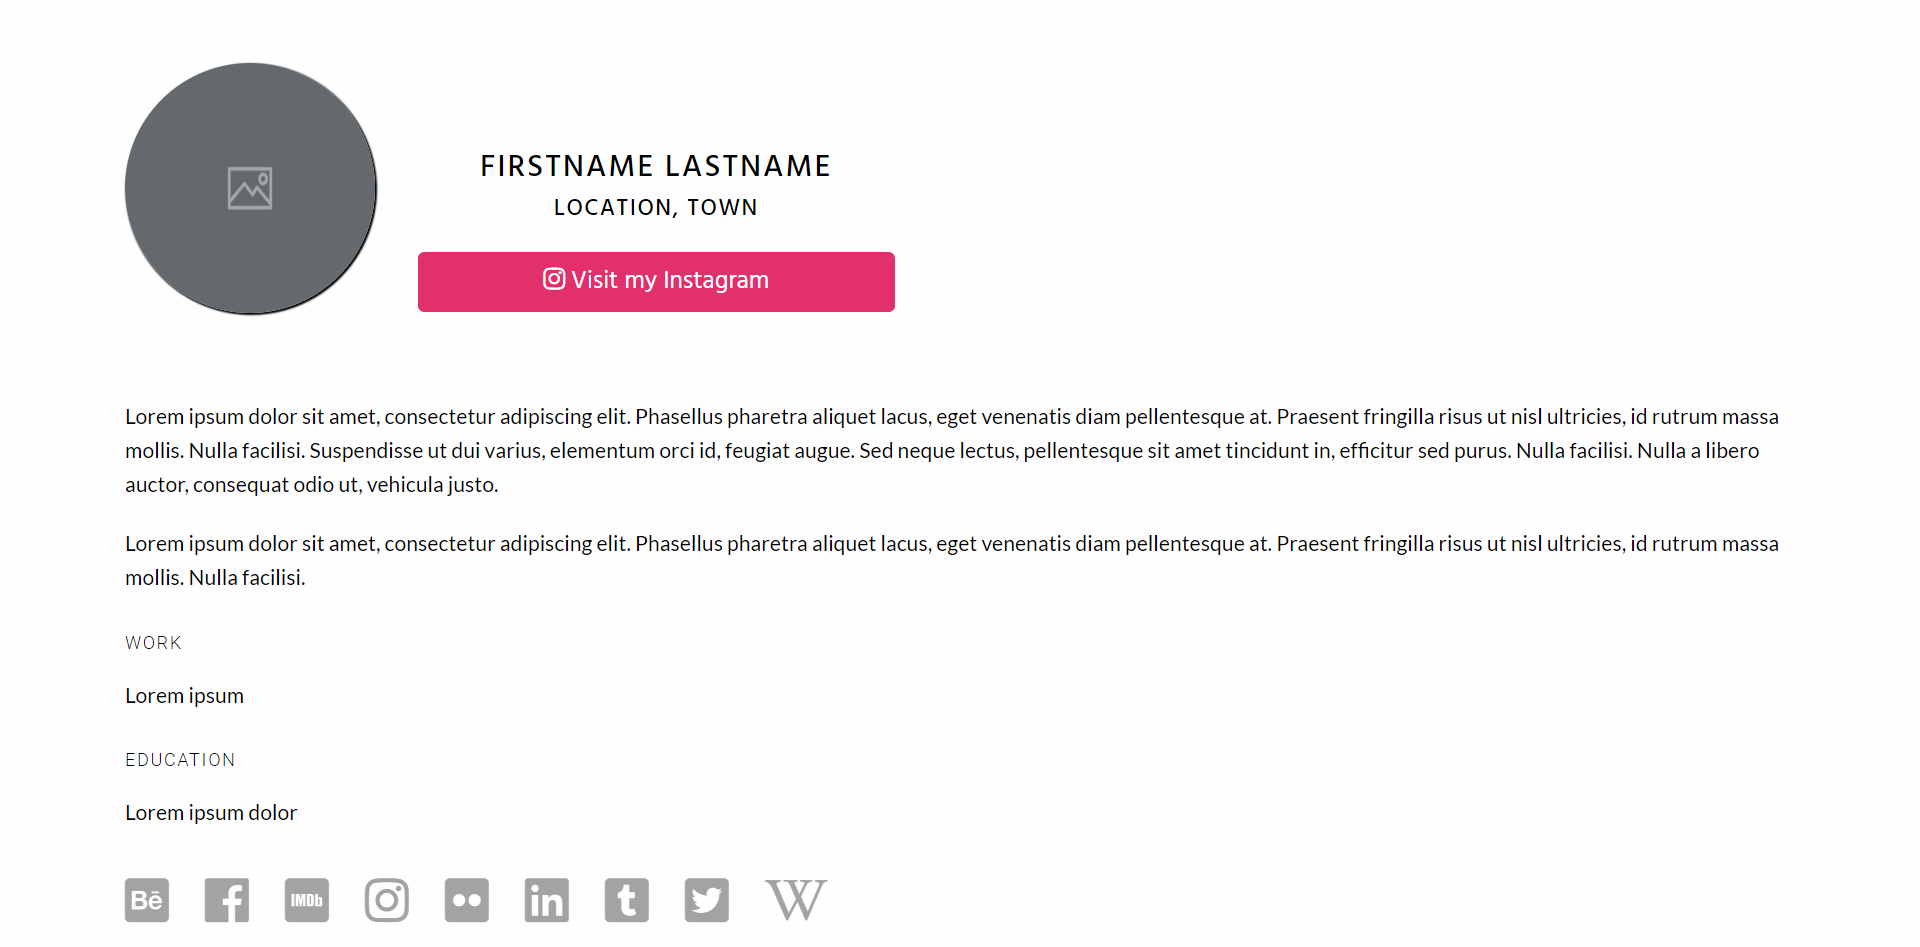 FIRSTNAME LASTNAME
LOCATION, TOWN
Visit my Instagram
Lorem ipsum dolor sit amet, consectetur adipiscing elit. Phasellus pharetra aliquet lacus, eget venenatis diam pellentesque at. Praesent fringilla risus ut nisl ultricies, id rutrum massa
mollis. Nulla facilisi. Suspendisse ut dui varius, elementum orci id, feugiat augue. Sed neque lectus, pellentesque sit amet tincidunt in, efficitur sed purus. Nulla facilisi. Nulla a libero
auctor, consequat odio ut, vehicula justo.
Lorem ipsum dolor sit amet, consectetur adipiscing elit. Phasellus pharetra aliquet lacus, eget venenatis diam pellentesque at. Praesent fringilla risus ut nisl ultricies, id rutrum massa
mollis. Nulla facilisi.
WORK
Lorem ipsum
EDUCATION
Lorem ipsum dolor
Bē f IMDb in t W